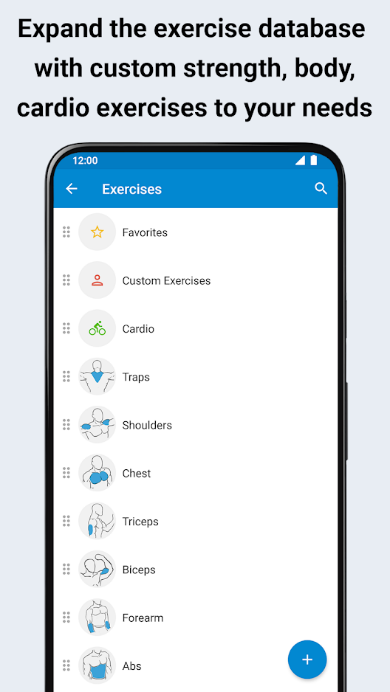 Expand the exercise database
with custom strength, body,
cardio exercises to your needs
12:00
Exercises
Favorites
Custom Exercises
Cardio
Traps
Shoulders
Chest
Triceps
Biceps
Forearm
Abs